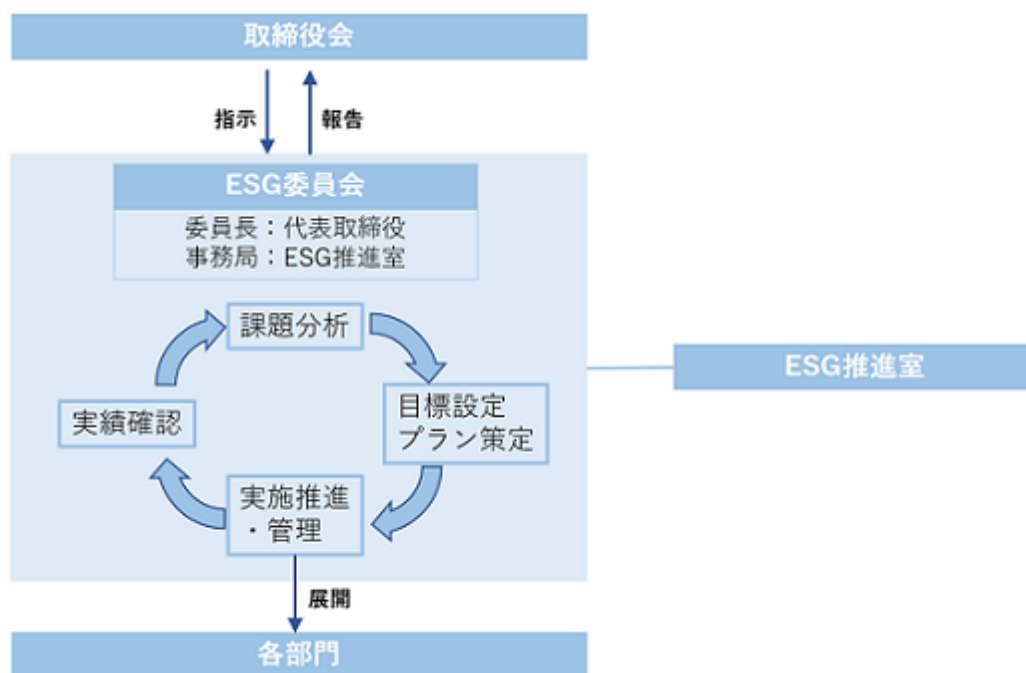 取締役会
指示
報告
ESG委員会
委員長：代表取締役
事務局：ESG推進室
課題分析
目標設定
プラン策定
実施推進
・管理
実績確認
ESG推進室
展開
各部門